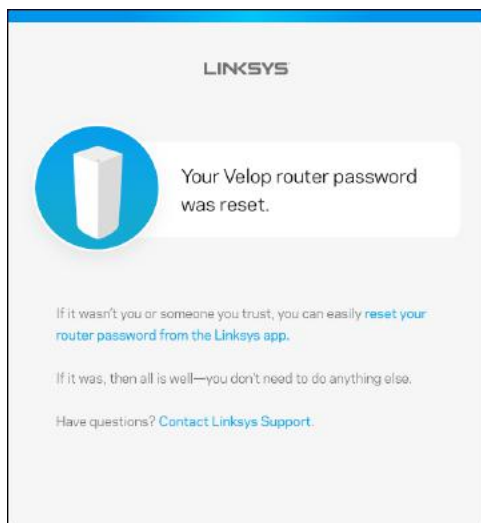 LINKSYS
Your Velop router password
was reset.
If it wasn't you or someone you trust, you can easily reset your
router password from the Linksys app.
If it was, then all is well—you don't need to do anything else.
Have questions? Contact Linksys Support.